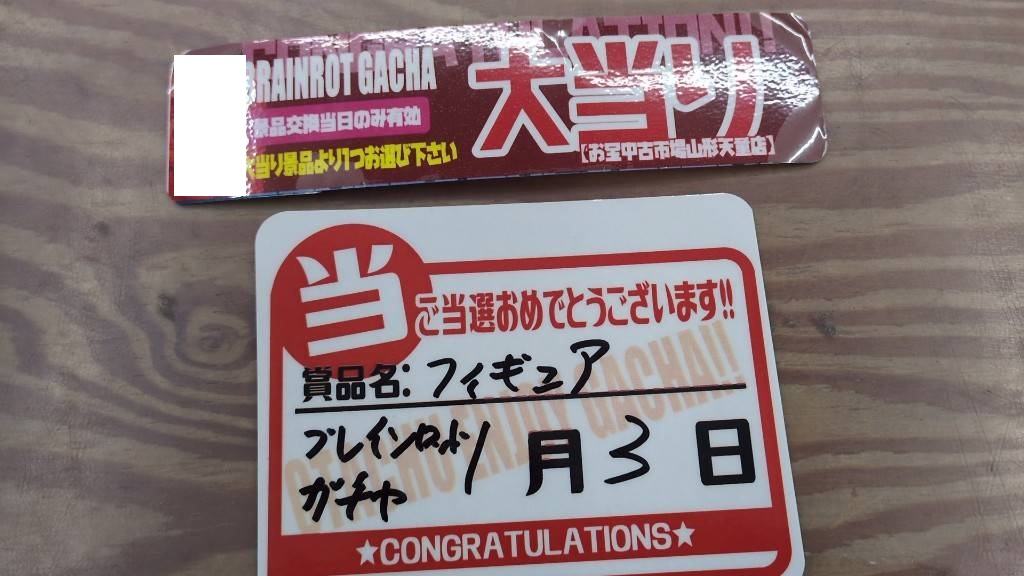 CONGRATULATION!!
BRAINROT GACHA
大当り
景品交換当日のみ有効
大当り景品より1つお選び下さい
【お宝中古市場山形天童店】
当
ご当選おめでとうございます!!
賞品名: フィギュア
ブレインロット
ガチャ
1月3日
OTACHU ENJOY GACHA!!
★CONGRATULATIONS★